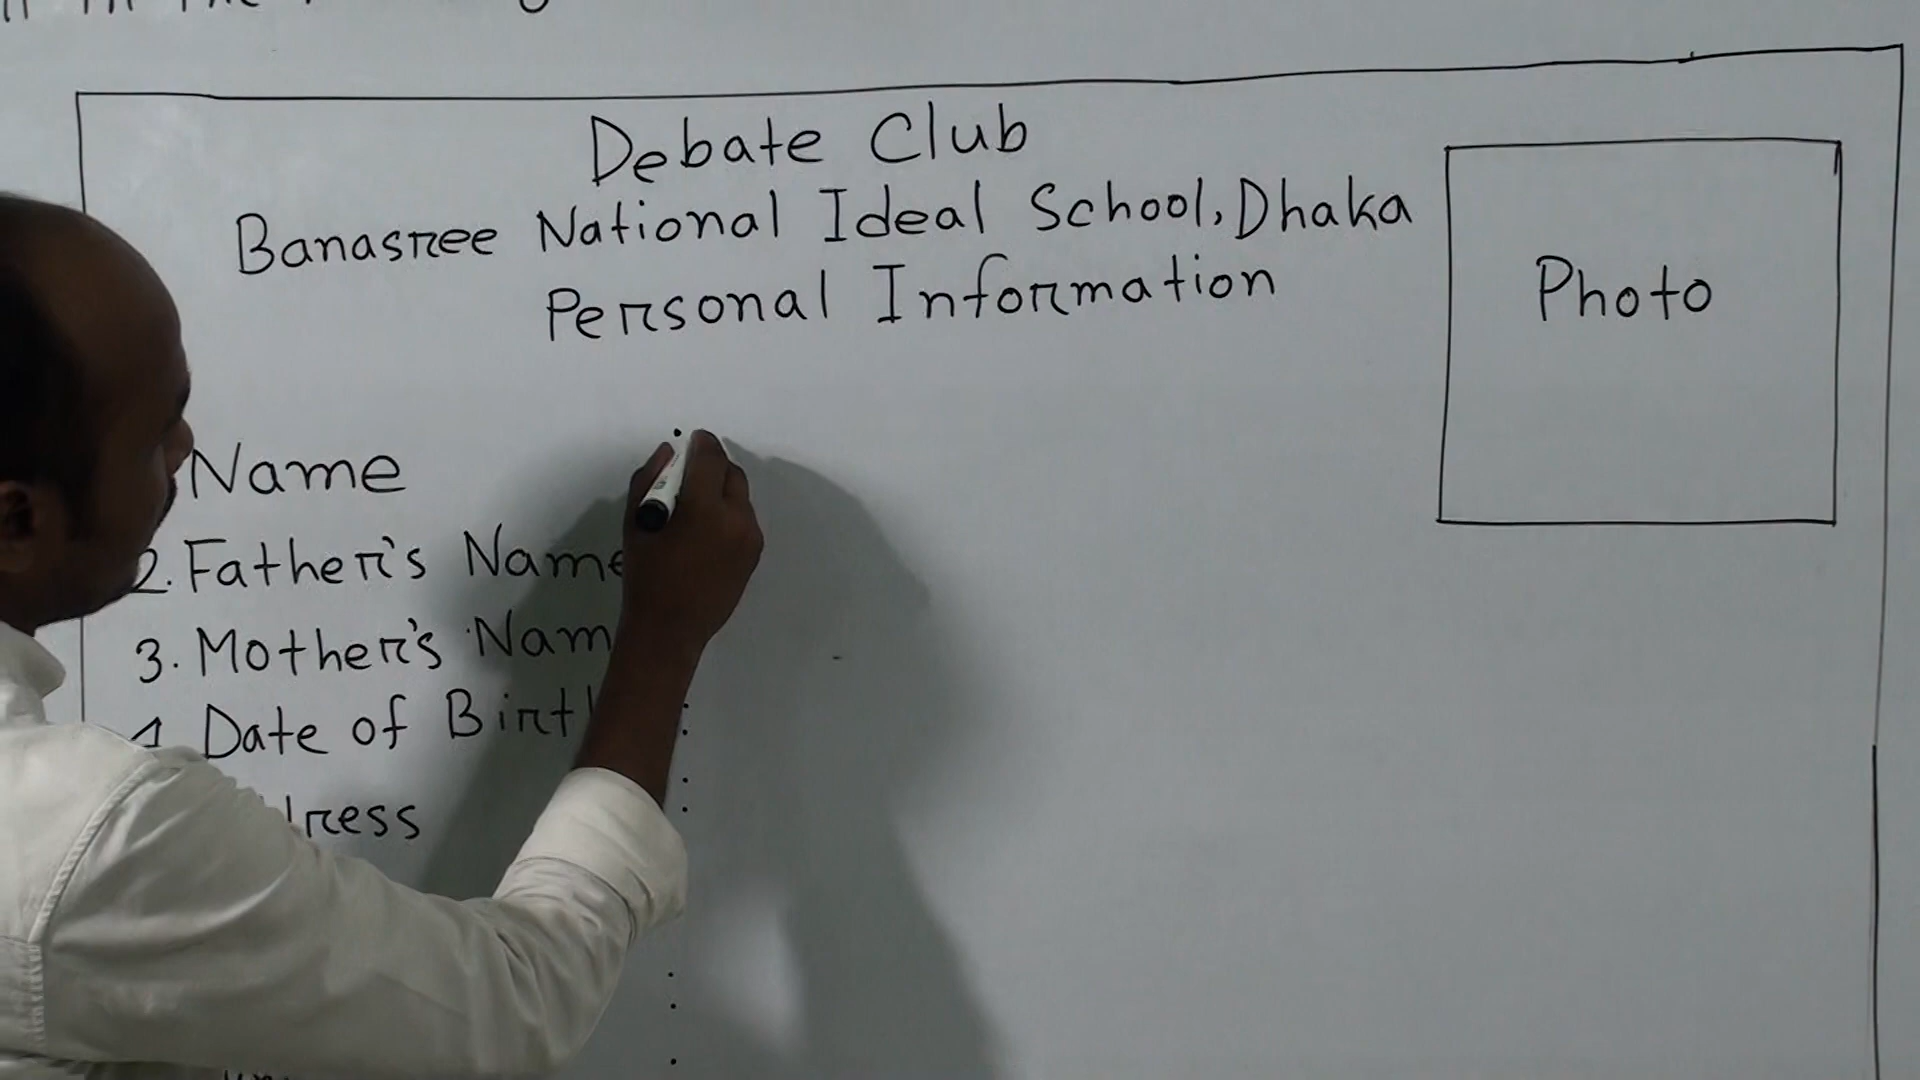 Debate Club
Banasree National Ideal School, Dhaka
Personal Information
Photo
Name :
2. Father's Name
3. Mother's Nam
4. Date of Birth :
dress :